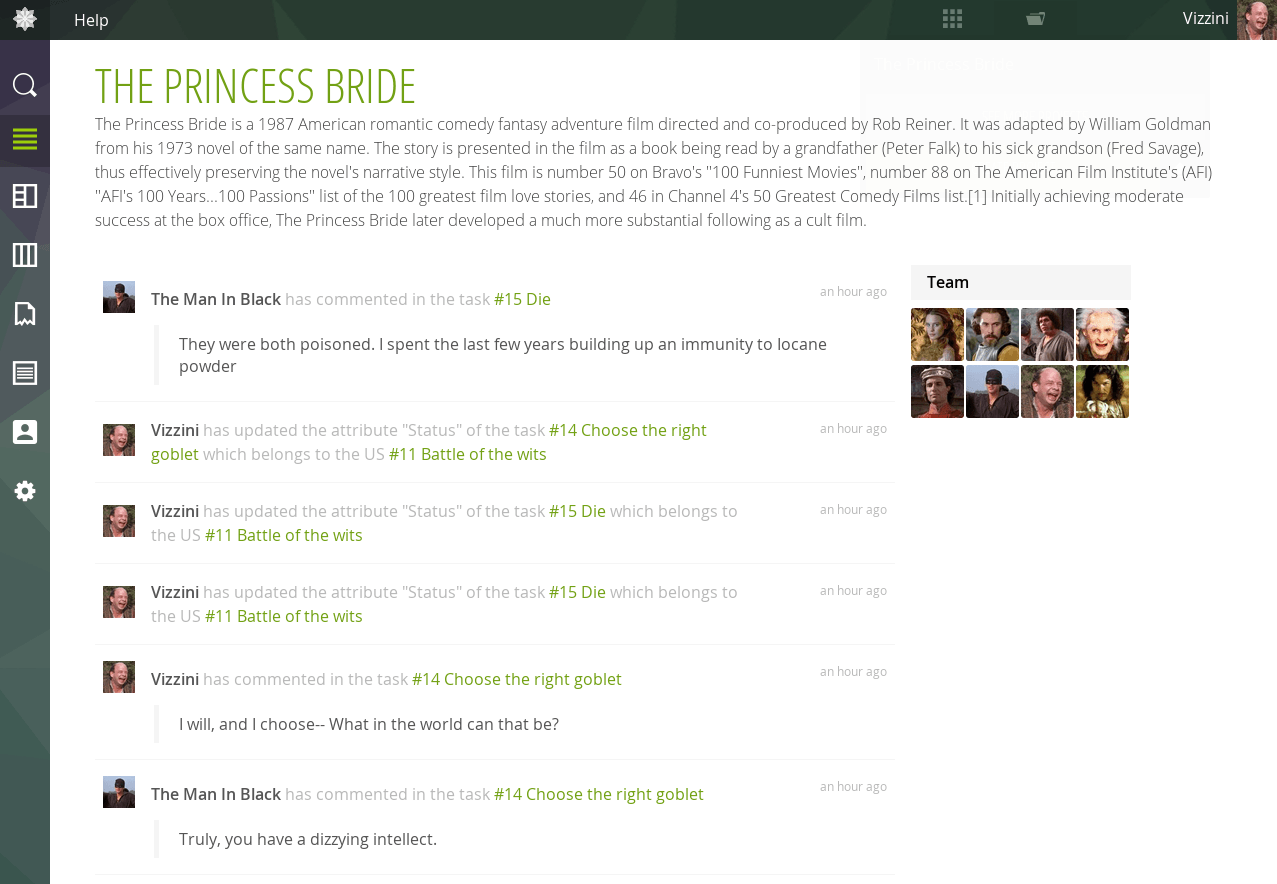 Help
Vizzini
THE PRINCESS BRIDE
The Princess Bride is a 1987 American romantic comedy fantasy adventure film directed and co-produced by Rob Reiner. It was adapted by William Goldman
from his 1973 novel of the same name. The story is presented in the film as a book being read by a grandfather (Peter Falk) to his sick grandson (Fred Savage),
thus effectively preserving the novel's narrative style. This film is number 50 on Bravo's "100 Funniest Movies", number 88 on The American Film Institute's (AFI)
"AFI's 100 Years...100 Passions" list of the 100 greatest film love stories, and 46 in Channel 4's 50 Greatest Comedy Films list.[1] Initially achieving moderate
success at the box office, The Princess Bride later developed a much more substantial following as a cult film.
The Man In Black has commented in the task #15 Die
an hour ago
They were both poisoned. I spent the last few years building up an immunity to Iocane
powder
Vizzini has updated the attribute "Status" of the task #14 Choose the right
goblet which belongs to the US #11 Battle of the wits
an hour ago
Vizzini has updated the attribute "Status" of the task #15 Die which belongs to
the US #11 Battle of the wits
an hour ago
Vizzini has updated the attribute "Status" of the task #15 Die which belongs to
the US #11 Battle of the wits
an hour ago
Vizzini has commented in the task #14 Choose the right goblet
an hour ago
I will, and I choose-- What in the world can that be?
The Man In Black has commented in the task #14 Choose the right goblet
an hour ago
Truly, you have a dizzying intellect.
Team